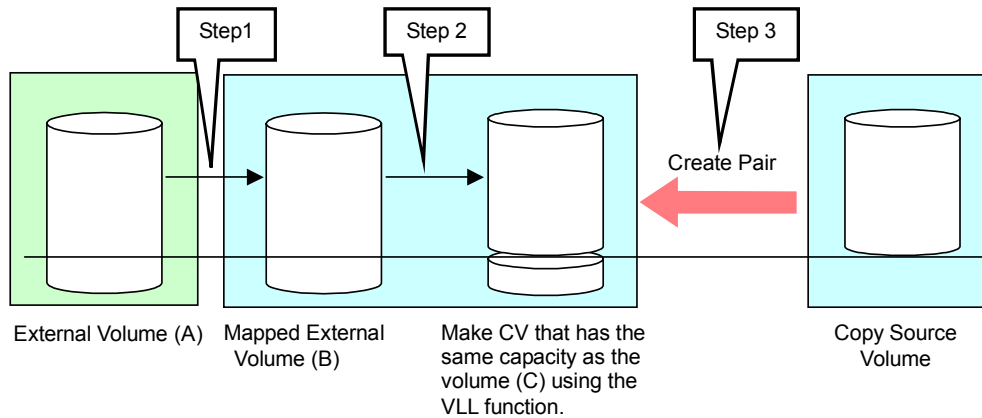 Step1
Step 2
Step 3
Create Pair
External Volume (A)
Mapped External
Volume (B)
Make CV that has the
same capacity as the
volume (C) using the
VLL function.
Copy Source
Volume